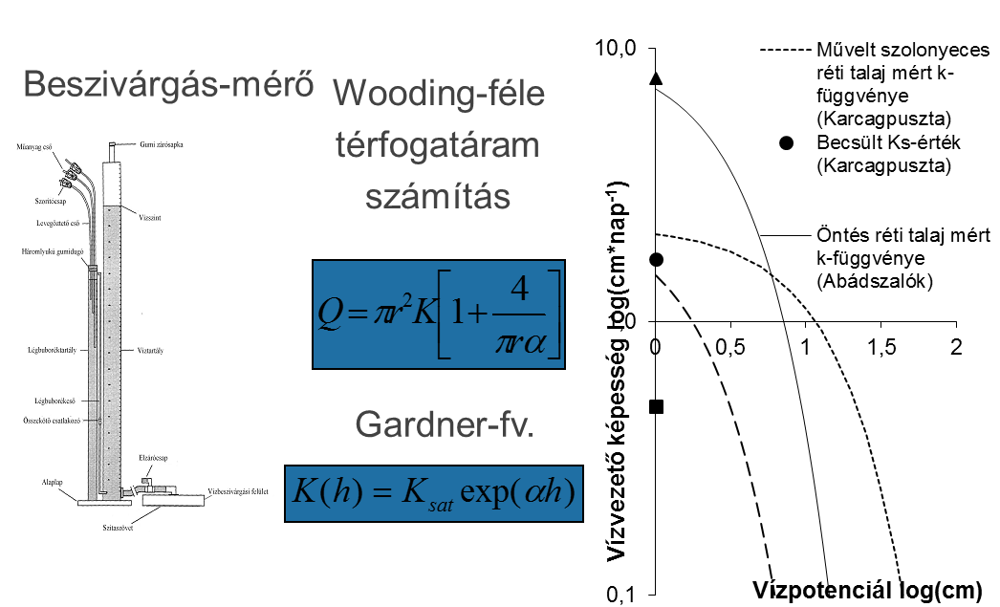 Beszivárgás-mérő
Műanyag cső
Gumi zárósapka
Szorítócsap
Levegőztető cső
Vízszint
Háromlyukú gumidugó
Légbuboréktartály
Víztartály
Légbuborékcső
Összekötő csatlakozó
Elzárócsap
Alaplap
Vízbeszivárgási felület
Szitaszövet
Wooding-féle
térfogatáram
számítás
Q = πr²K[1 + 4/(πrα)]
Gardner-fv.
K(h) = K_sat exp(αh)
Vízvezető képesség log(cm*nap⁻¹)
10,0
,0
0,1
0
0,5
1
1,5
2
Vízpotenciál log(cm)
Művelt szolonyeces
réti talaj mért k-
függvénye
(Karcagpuszta)
Becsült Ks-érték
(Karcagpuszta)
Öntés réti talaj mért
k-függvénye
(Abádszalók)